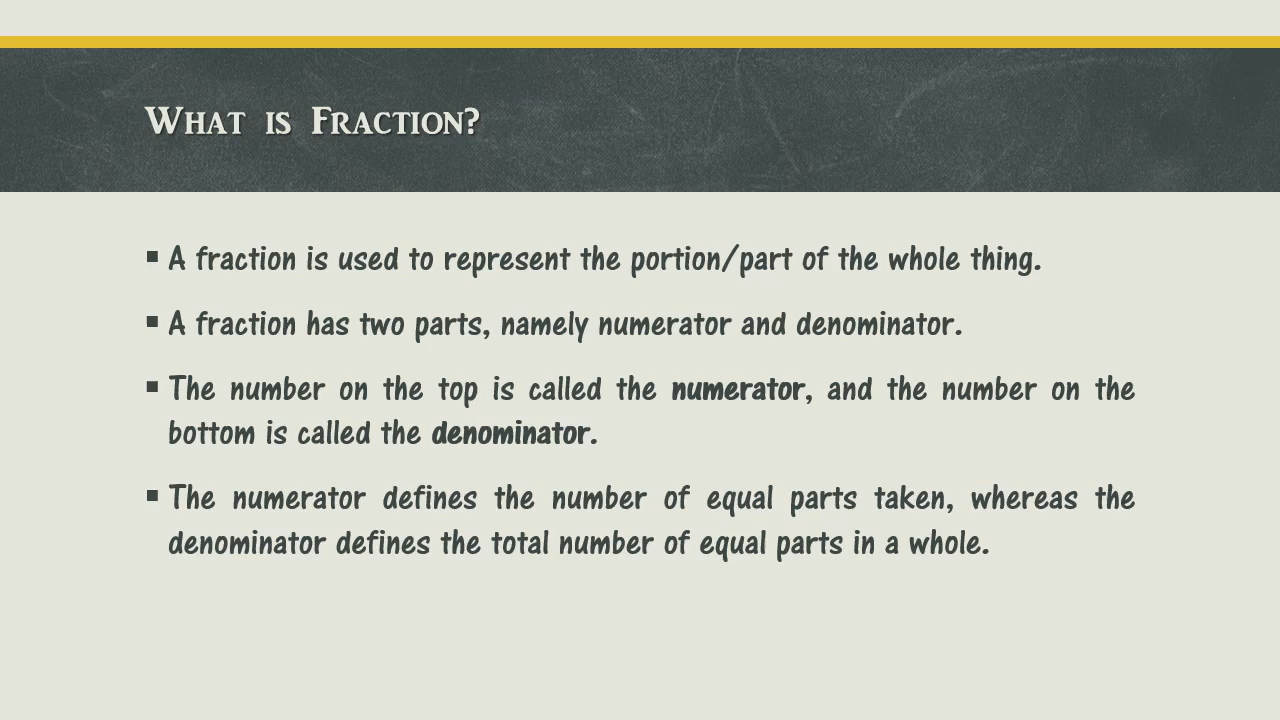 What is Fraction?
▪ A fraction is used to represent the portion/part of the whole thing.
▪ A fraction has two parts, namely numerator and denominator.
▪ The number on the top is called the numerator, and the number on the
bottom is called the denominator.
▪ The numerator defines the number of equal parts taken, whereas the
denominator defines the total number of equal parts in a whole.